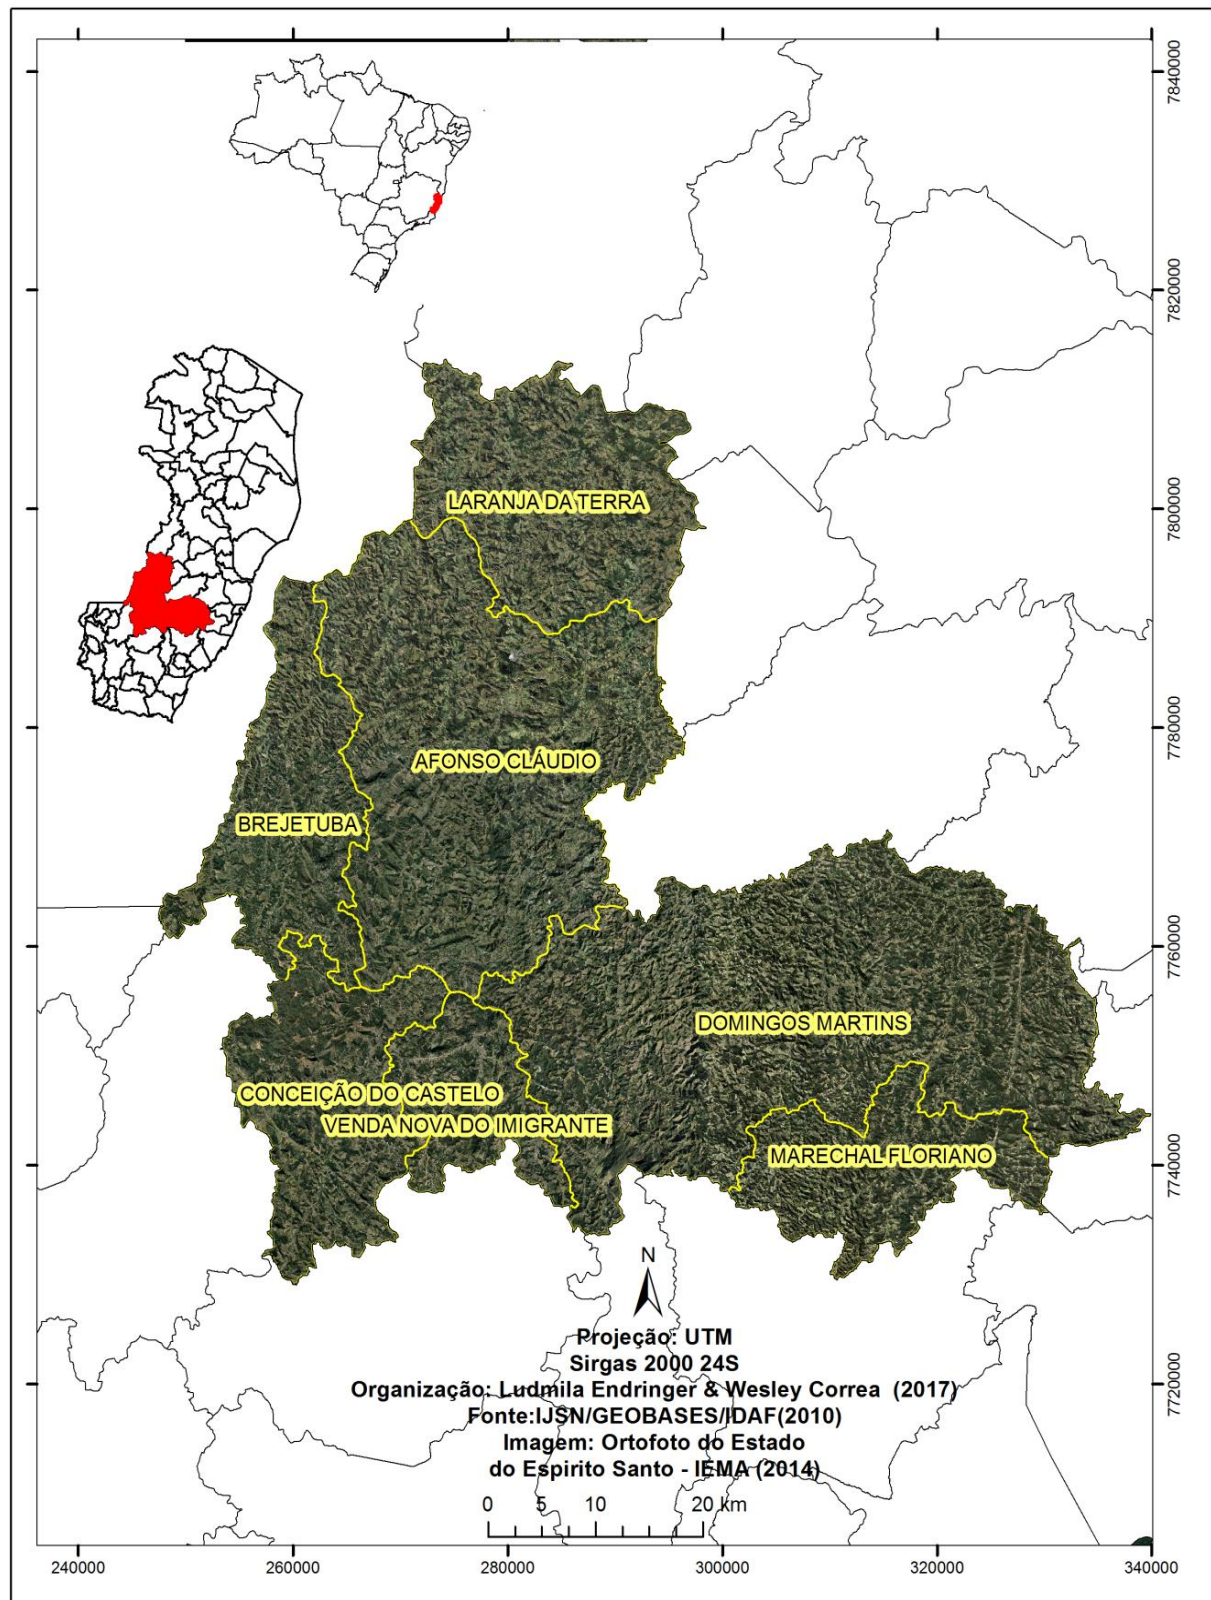 7840000
7820000
LARANJA DA TERRA
7800000
7780000
AFONSO CLÁUDIO
BREJETUBA
7760000
DOMINGOS MARTINS
CONCEIÇÃO DO CASTELO
VENDA NOVA DO IMIGRANTE
MARECHAL FLORIANO
7740000
N
Projeção: UTM
Sirgas 2000 24S
Organização: Ludmila Endringer & Wesley Correa (2017)
7720000
Fonte:IJSN/GEOBASES/IDAF(2010)
Imagem: Ortofoto do Estado
do Espirito Santo - IEMA (2014)
0 5 10 20 km
240000 260000 280000 300000 320000 340000